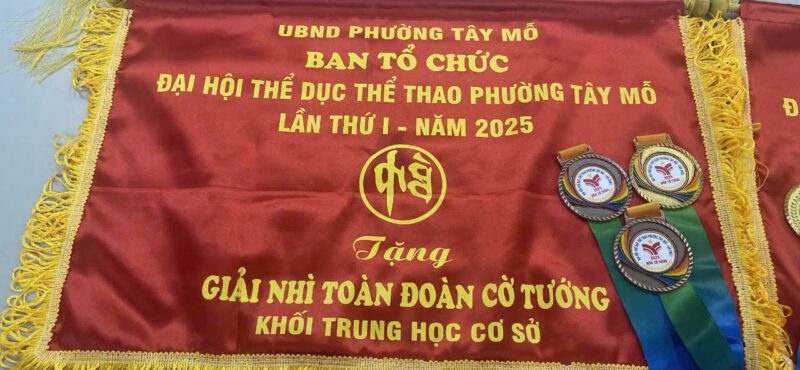 UBND PHƯỜNG TÂY MỖ
BAN TỔ CHỨC
ĐẠI HỘI THỂ DỤC THỂ THAO PHƯỜNG TÂY MỖ
LẦN THỨ I - NĂM 2025
Tặng
GIẢI NHÌ TOÀN ĐOÀN CỜ TƯỚNG
KHỐI TRUNG HỌC CƠ SỞ